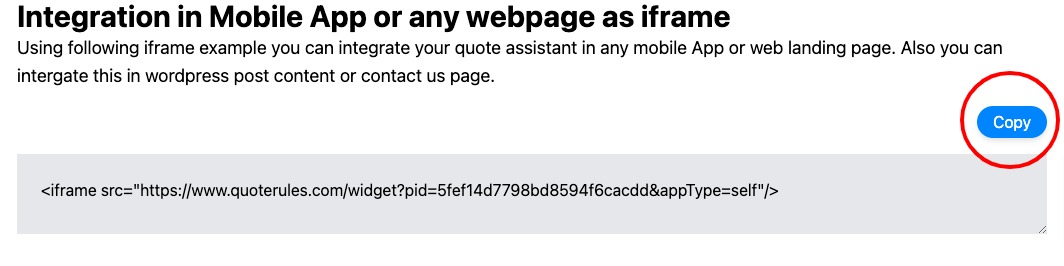 Integration in Mobile App or any webpage as iframe
Using following iframe example you can integrate your quote assistant in any mobile App or web landing page. Also you can
intergate this in wordpress post content or contact us page.
Copy
<iframe src="https://www.quoterules.com/widget?pid=5fef14d7798bd8594f6cacdd&appType=self"/>